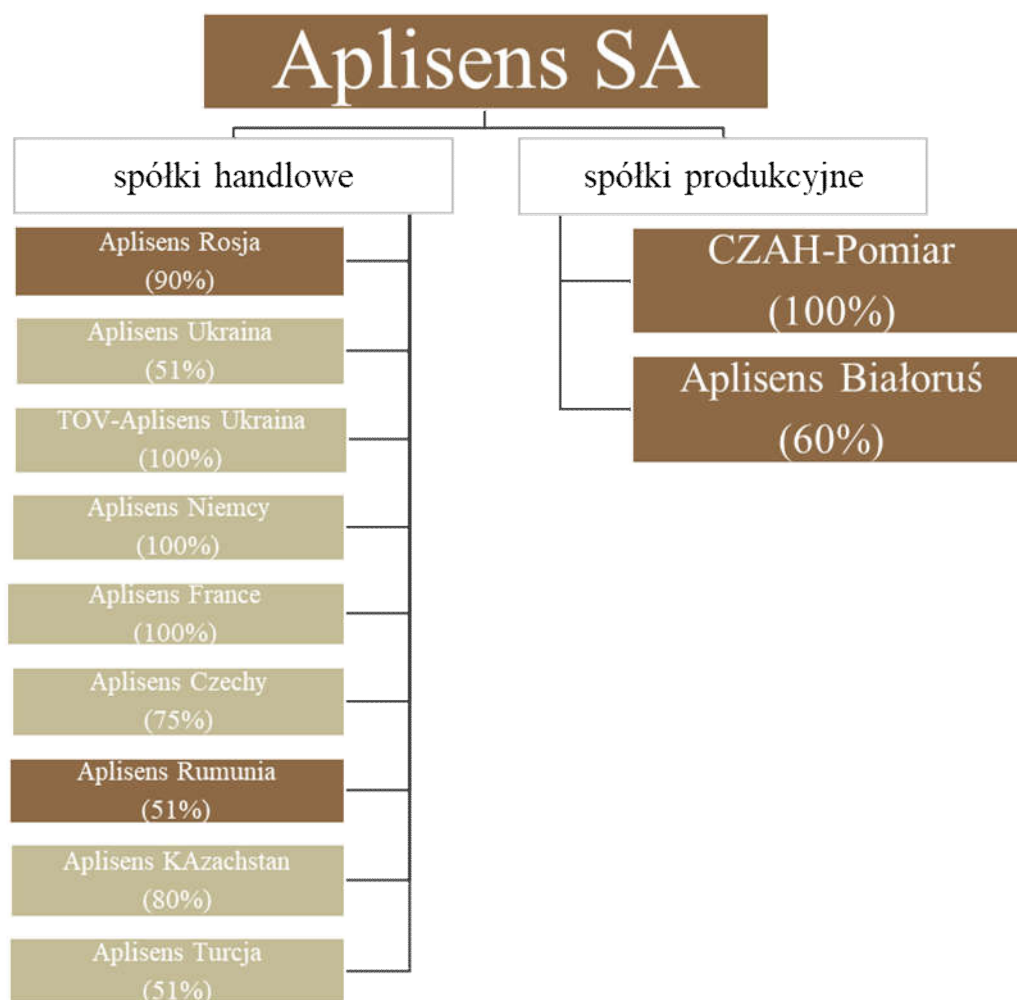 Aplisens SA
spółki handlowe
Aplisens Rosja
(90%)
Aplisens Ukraina
(51%)
TOV-Aplisens Ukraina
(100%)
Aplisens Niemcy
(100%)
Aplisens France
(100%)
Aplisens Czechy
(75%)
Aplisens Rumunia
(51%)
Aplisens KAzachstan
(80%)
Aplisens Turcja
(51%)
spółki produkcyjne
CZAH-Pomiar
(100%)
Aplisens Białoruś
(60%)